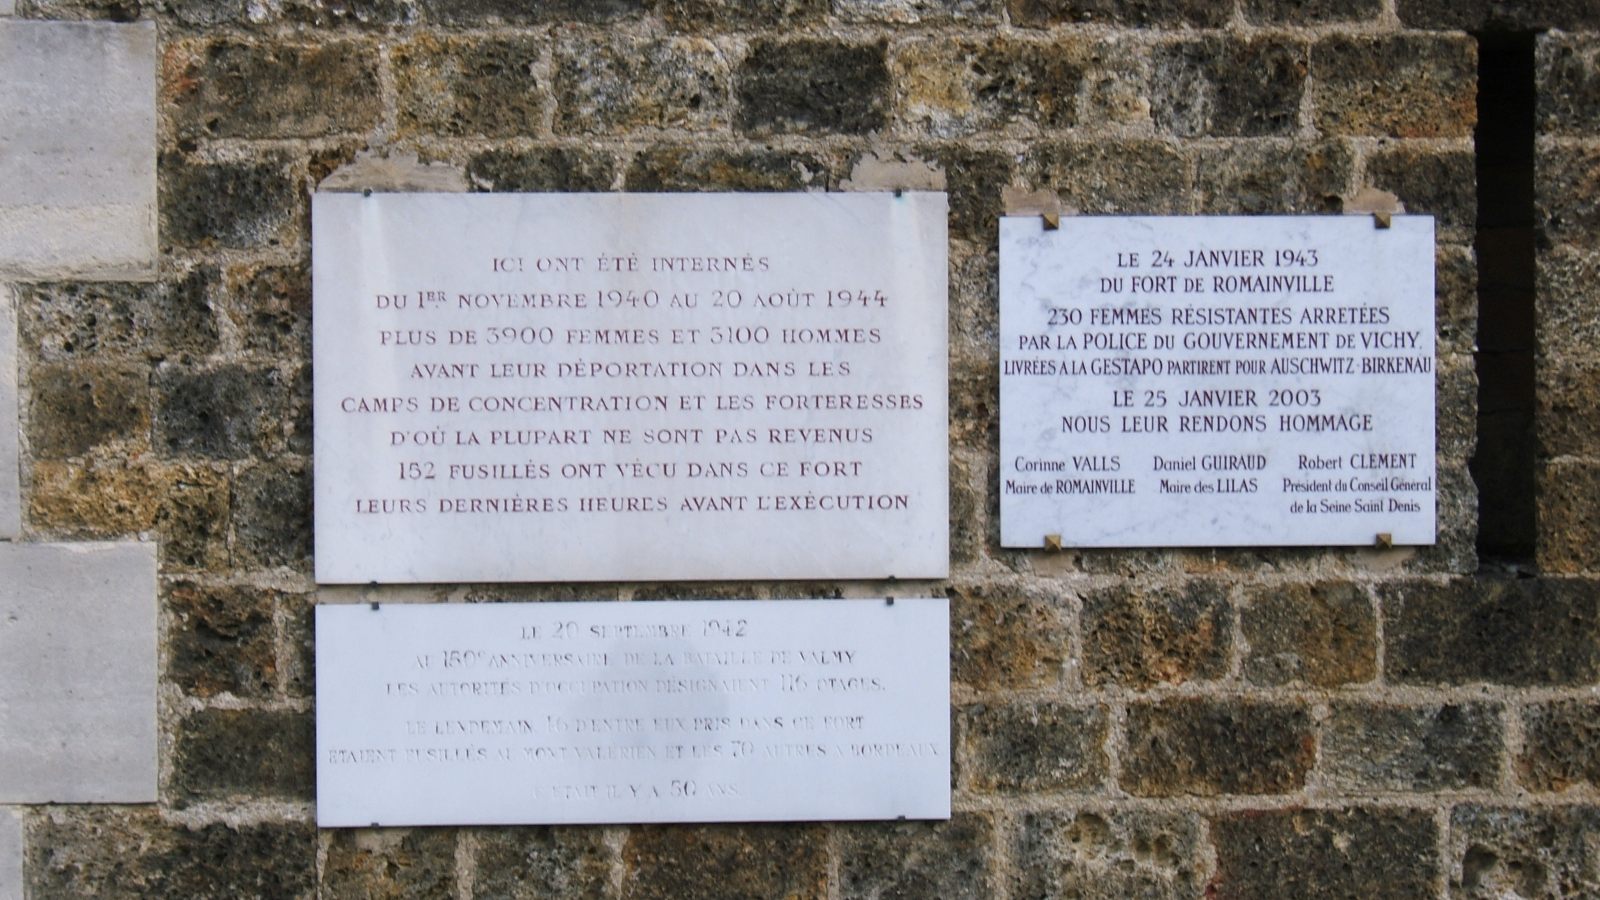 ICI ONT ÉTÉ INTERNÉS
DU 1ER NOVEMBRE 1940 AU 20 AOÛT 1944
PLUS DE 3900 FEMMES ET 3100 HOMMES
AVANT LEUR DÉPORTATION DANS LES
CAMPS DE CONCENTRATION ET LES FORTERESSES
D'OÙ LA PLUPART NE SONT PAS REVENUS
152 FUSILLÉS ONT VÉCU DANS CE FORT
LEURS DERNIÈRES HEURES AVANT L'EXÉCUTION
LE 20 SEPTEMBRE 1942
AU 150e ANNIVERSAIRE DE LA BATAILLE DE VALMY
LES AUTORITÉS D'OCCUPATION DÉSIGNAIENT 116 OTAGES.
LE LENDEMAIN 46 D'ENTRE EUX PRIS DANS CE FORT
ETAIENT FUSILLÉS AU MONT VALÉRIEN ET LES 70 AUTRES A BORDEAUX
C'ETAIT IL Y A 50 ANS.
LE 24 JANVIER 1943
DU FORT DE ROMAINVILLE
230 FEMMES RÉSISTANTES ARRETÉES
PAR LA POLICE DU GOUVERNEMENT DE VICHY,
LIVRÉES A LA GESTAPO PARTIRENT POUR AUSCHWITZ-BIRKENAU
LE 25 JANVIER 2003
NOUS LEUR RENDONS HOMMAGE
Corinne VALLS Daniel GUIRAUD Robert CLEMENT
Maire de ROMAINVILLE Maire des LILAS Président du Conseil Général
de la Seine Saint Denis